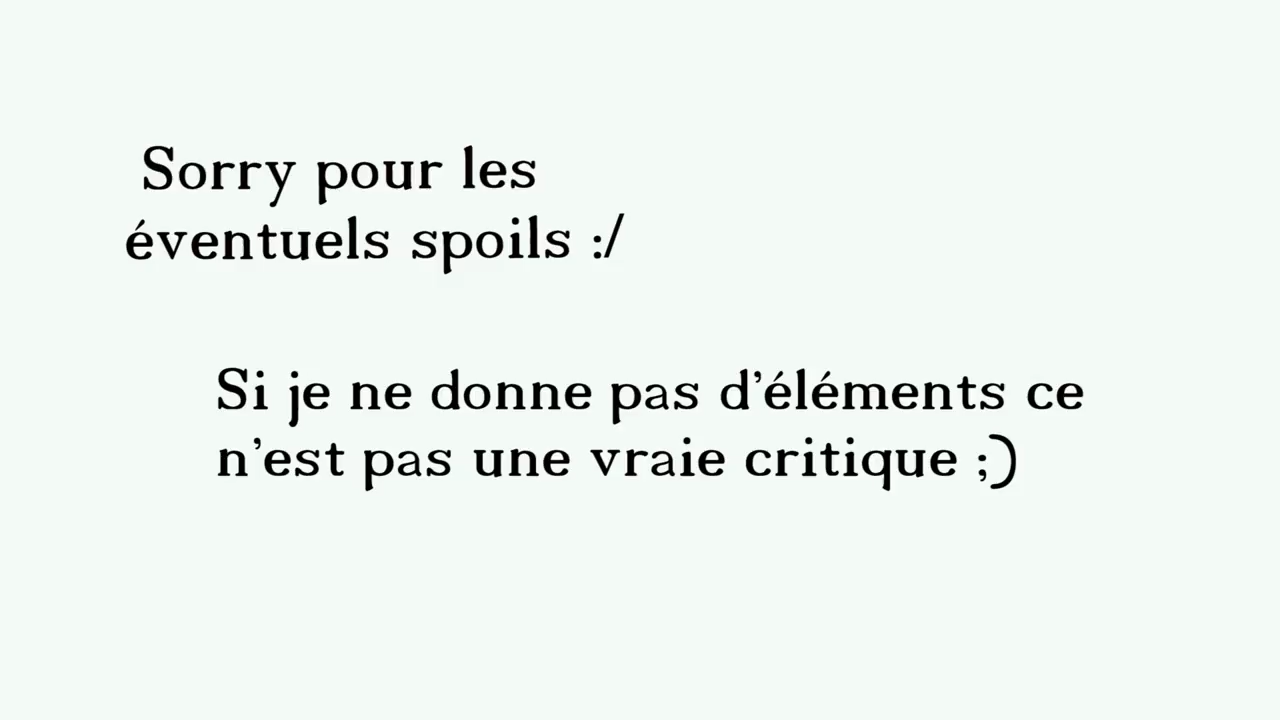 Sorry pour les
éventuels spoils :/
Si je ne donne pas d’éléments ce
n’est pas une vraie critique ;)